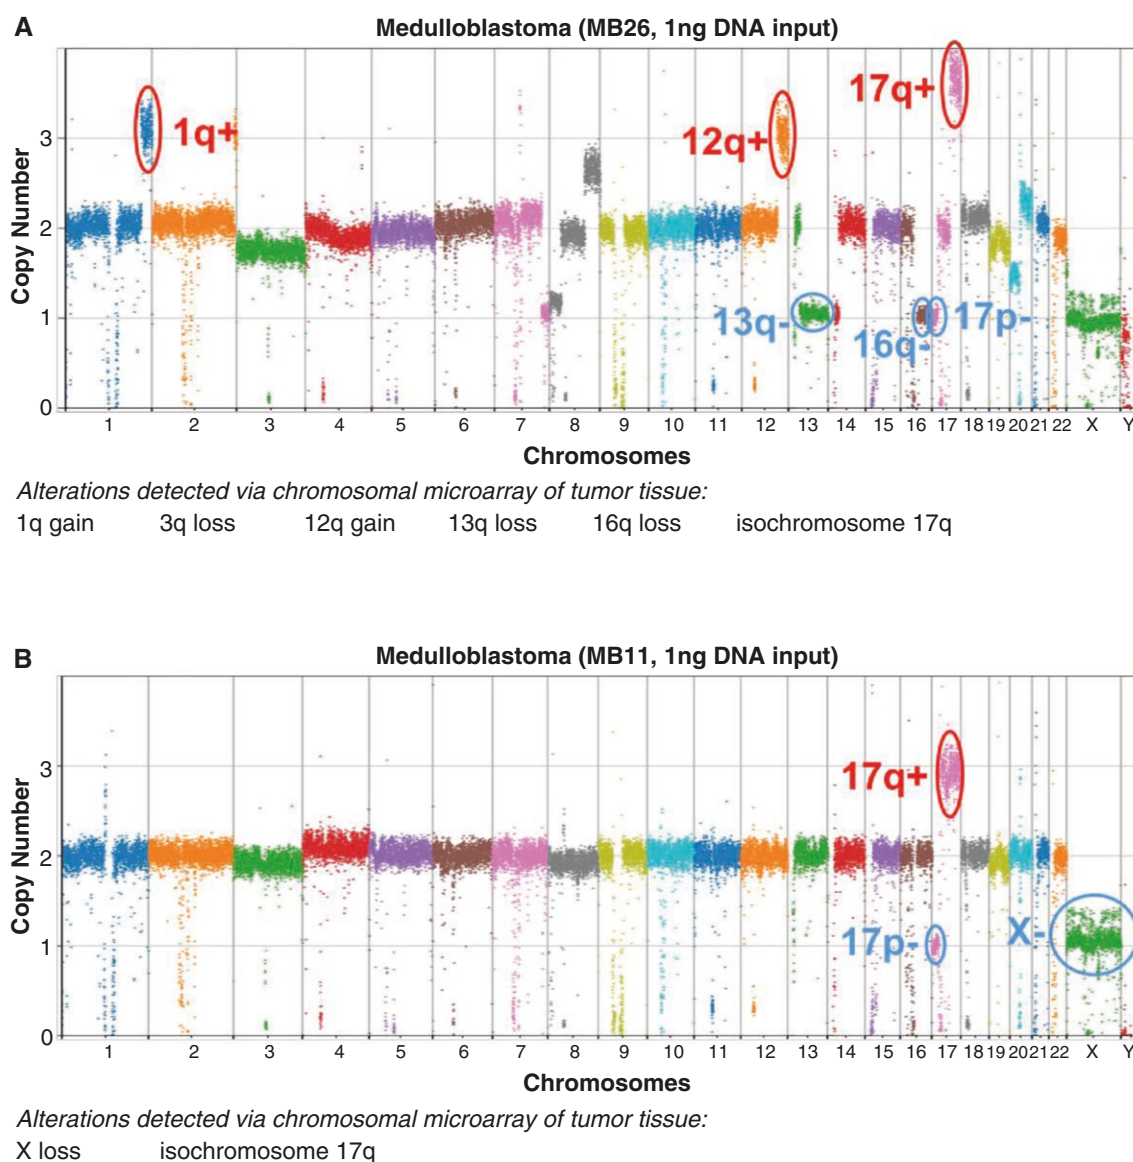 A
Medulloblastoma (MB26, 1ng DNA input)
Copy Number
3
2
1
0
1q+
12q+
17q+
13q-
16q-
17p-
1 2 3 4 5 6 7 8 9 10 11 12 13 14 15 16 17 18 19 20 21 22 X Y
Chromosomes
Alterations detected via chromosomal microarray of tumor tissue:
1q gain 3q loss 12q gain 13q loss 16q loss isochromosome 17q
B
Medulloblastoma (MB11, 1ng DNA input)
Copy Number
3
2
1
0
17q+
17p-
X-
1 2 3 4 5 6 7 8 9 10 11 12 13 14 15 16 17 18 19 20 21 22 X Y
Chromosomes
Alterations detected via chromosomal microarray of tumor tissue:
X loss isochromosome 17q